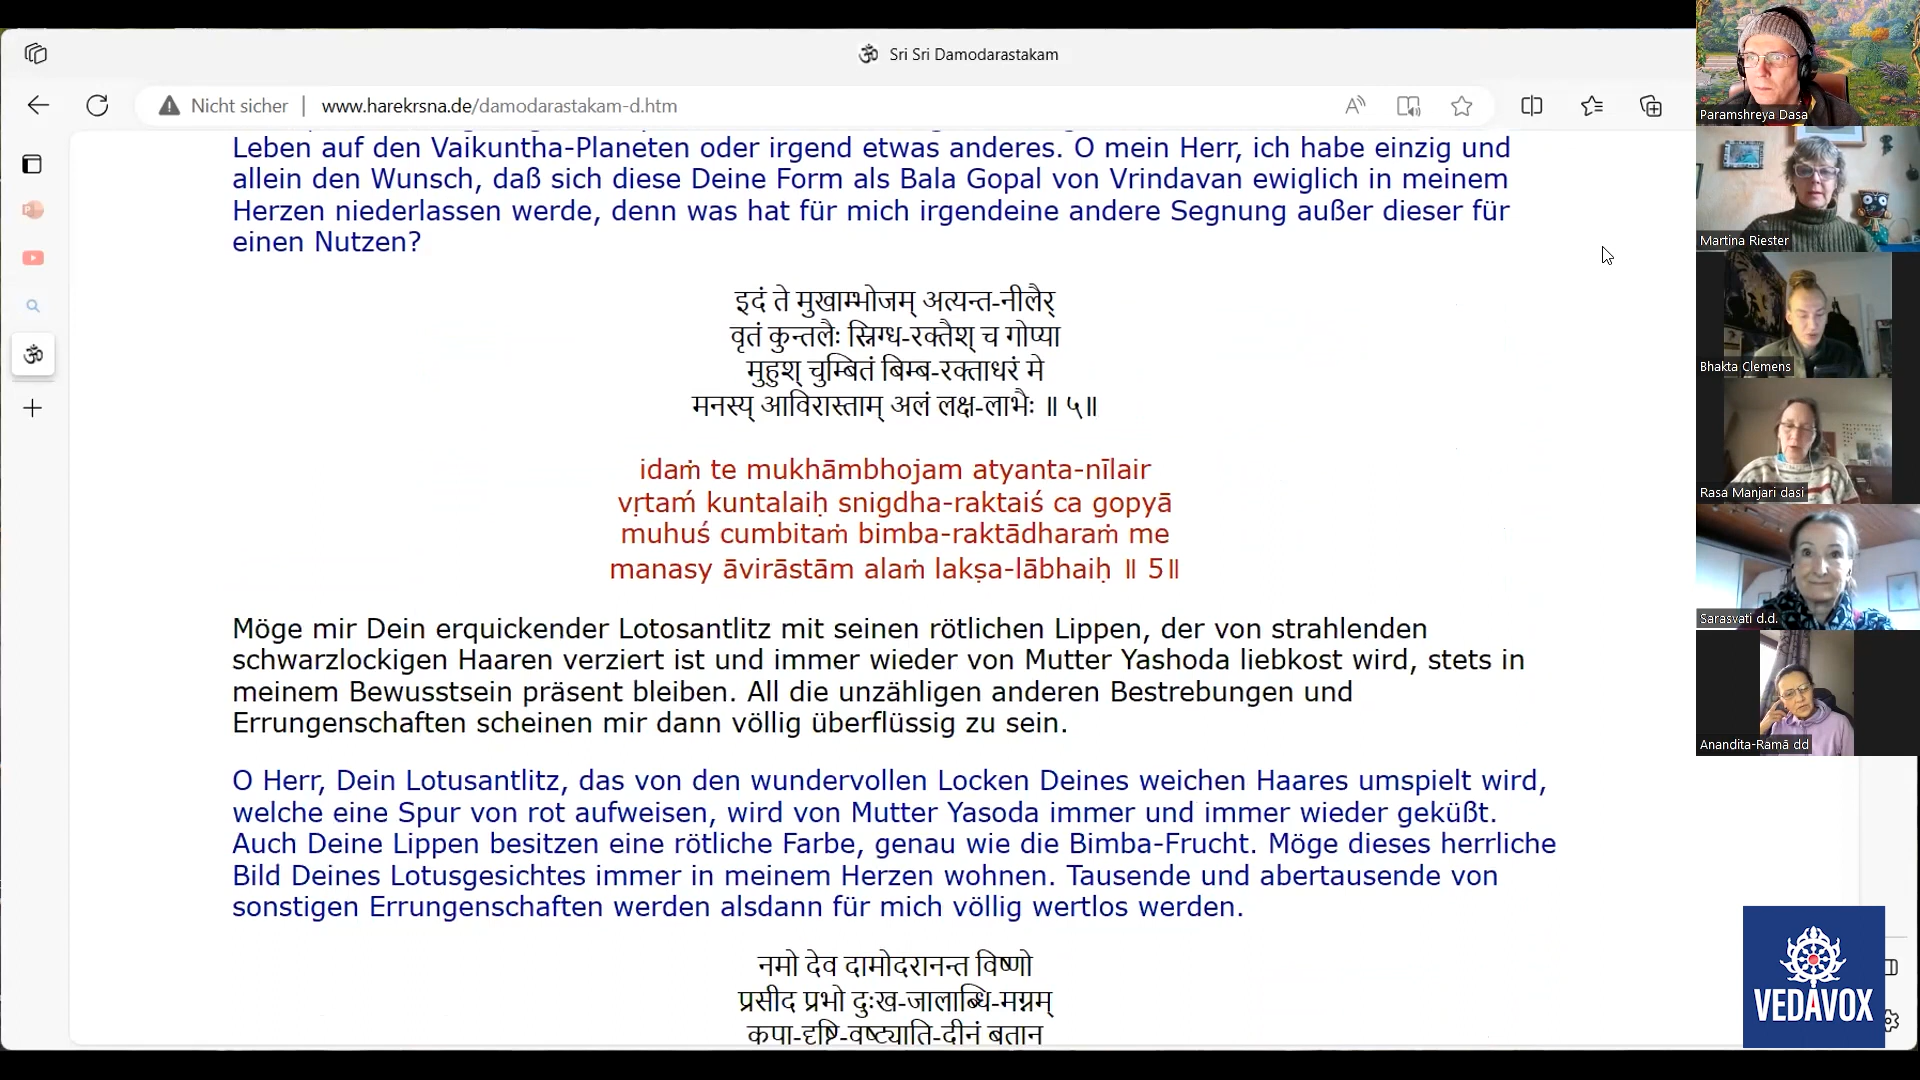 Sri Sri Damodarastakam
Nicht sicher | www.harekrsna.de/damodarastakam-d.htm
Leben auf den Vaikuntha-Planeten oder irgend etwas anderes. O mein Herr, ich habe einzig und
allein den Wunsch, daß sich diese Deine Form als Bala Gopal von Vrindavan ewiglich in meinem
Herzen niederlassen werde, denn was hat für mich irgendeine andere Segnung außer dieser für
einen Nutzen?
इदं ते मुखाम्भोजम् अत्यन्त-नीलैर्
वृतं कुन्तलैः स्निग्ध-रक्तैश् च गोप्या
मुहुश् चुम्बितं बिम्ब-रक्ताधरं मे
मनस्य् आविरास्ताम् अलं लक्ष-लाभैः ॥ ५॥
idaṁ te mukhāmbhojam atyanta-nīlair
vṛtaḿ kuntalaiḥ snigdha-raktaiś ca gopyā
muhuś cumbitaṁ bimba-raktādharaṁ me
manasy āvirāstām alaṁ lakṣa-lābhaiḥ ॥ 5॥
Möge mir Dein erquickender Lotosantlitz mit seinen rötlichen Lippen, der von strahlenden
schwarzlockigen Haaren verziert ist und immer wieder von Mutter Yashoda liebkost wird, stets in
meinem Bewusstsein präsent bleiben. All die unzähligen anderen Bestrebungen und
Errungenschaften scheinen mir dann völlig überflüssig zu sein.
O Herr, Dein Lotusantlitz, das von den wundervollen Locken Deines weichen Haares umspielt wird,
welche eine Spur von rot aufweisen, wird von Mutter Yasoda immer und immer wieder geküßt.
Auch Deine Lippen besitzen eine rötliche Farbe, genau wie die Bimba-Frucht. Möge dieses herrliche
Bild Deines Lotusgesichtes immer in meinem Herzen wohnen. Tausende und abertausende von
sonstigen Errungenschaften werden alsdann für mich völlig wertlos werden.
नमो देव दामोदरानन्त विष्णो
प्रसीद प्रभो दुःख-जालाब्धि-मग्नम्
Paramshreya Dasa
Martina Riester
Bhakta Clemens
Rasa Manjari dasi
Sarasvati d.d.
Anandita-Ramā dd
VEDAVOX